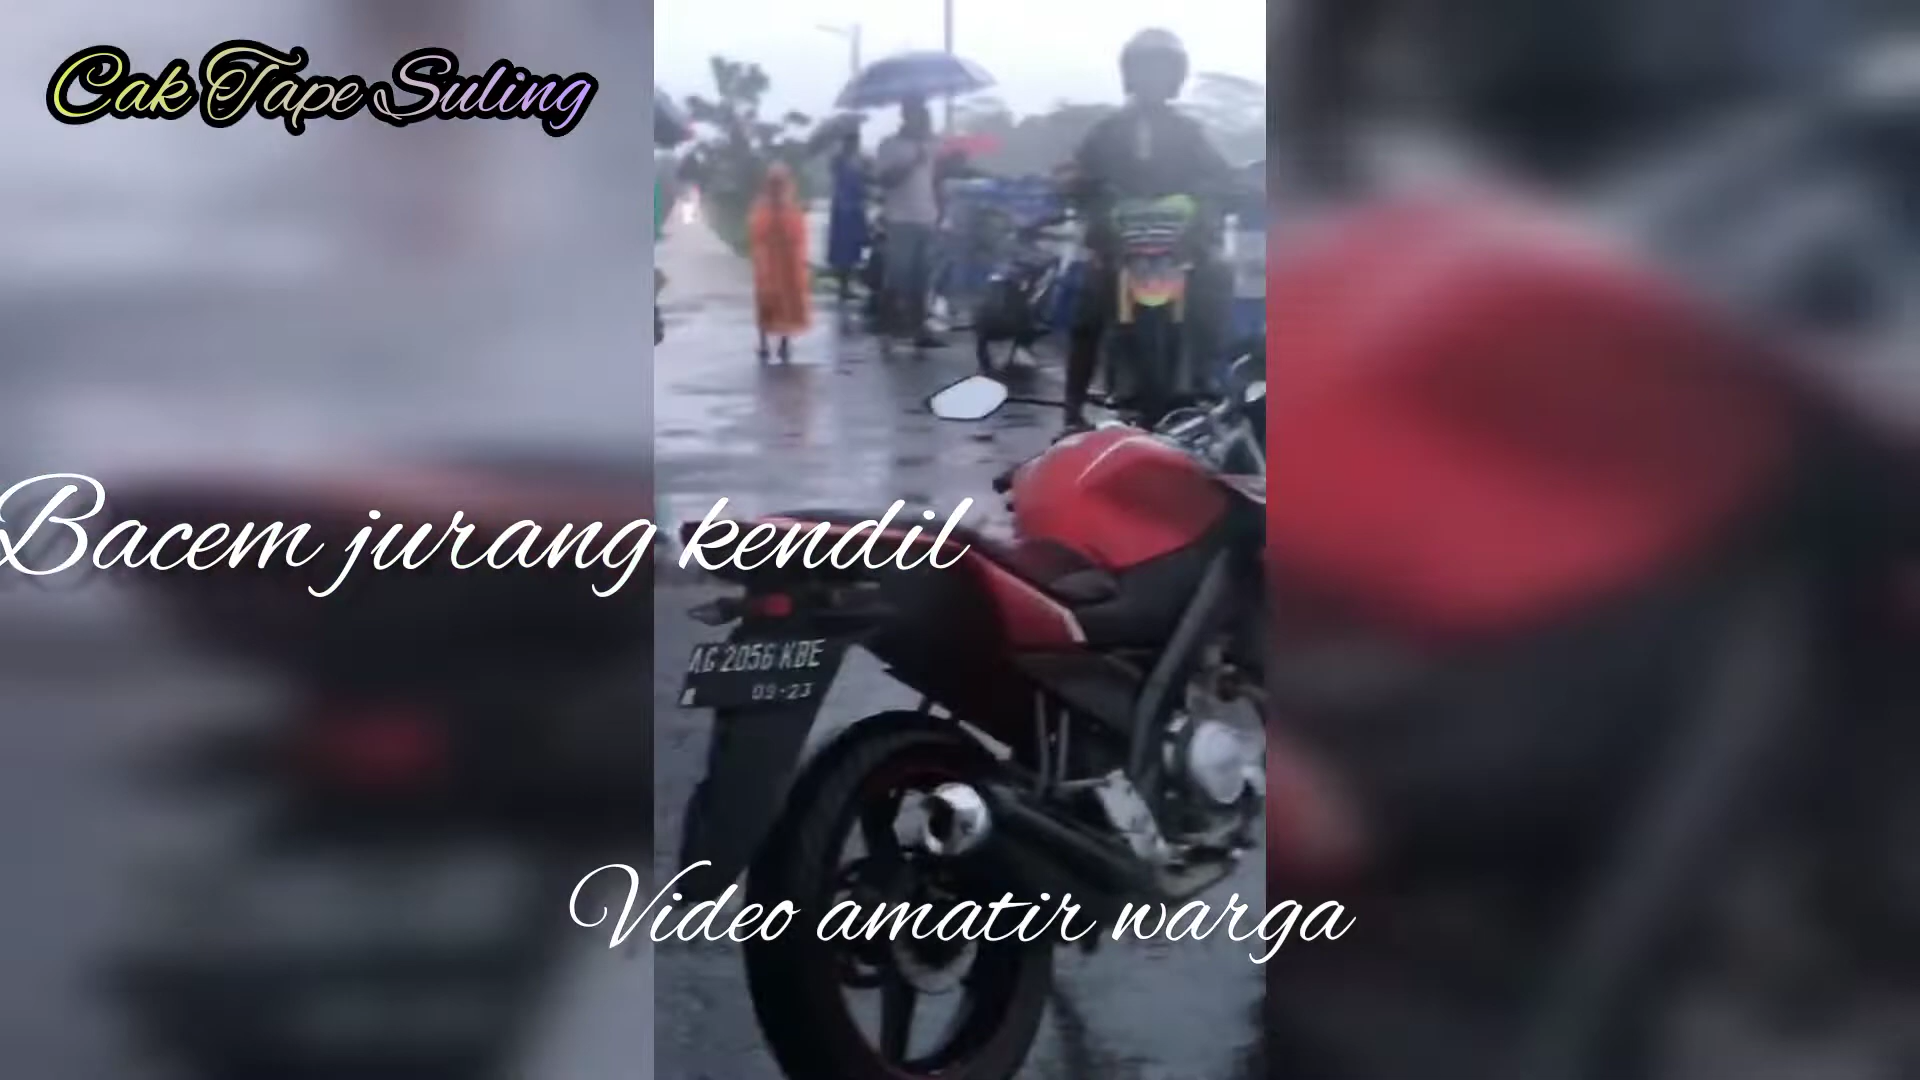 Cak Tape Suling
Bacem jurang kendil
AG 2056 KBE
09-23
Video amatir warga